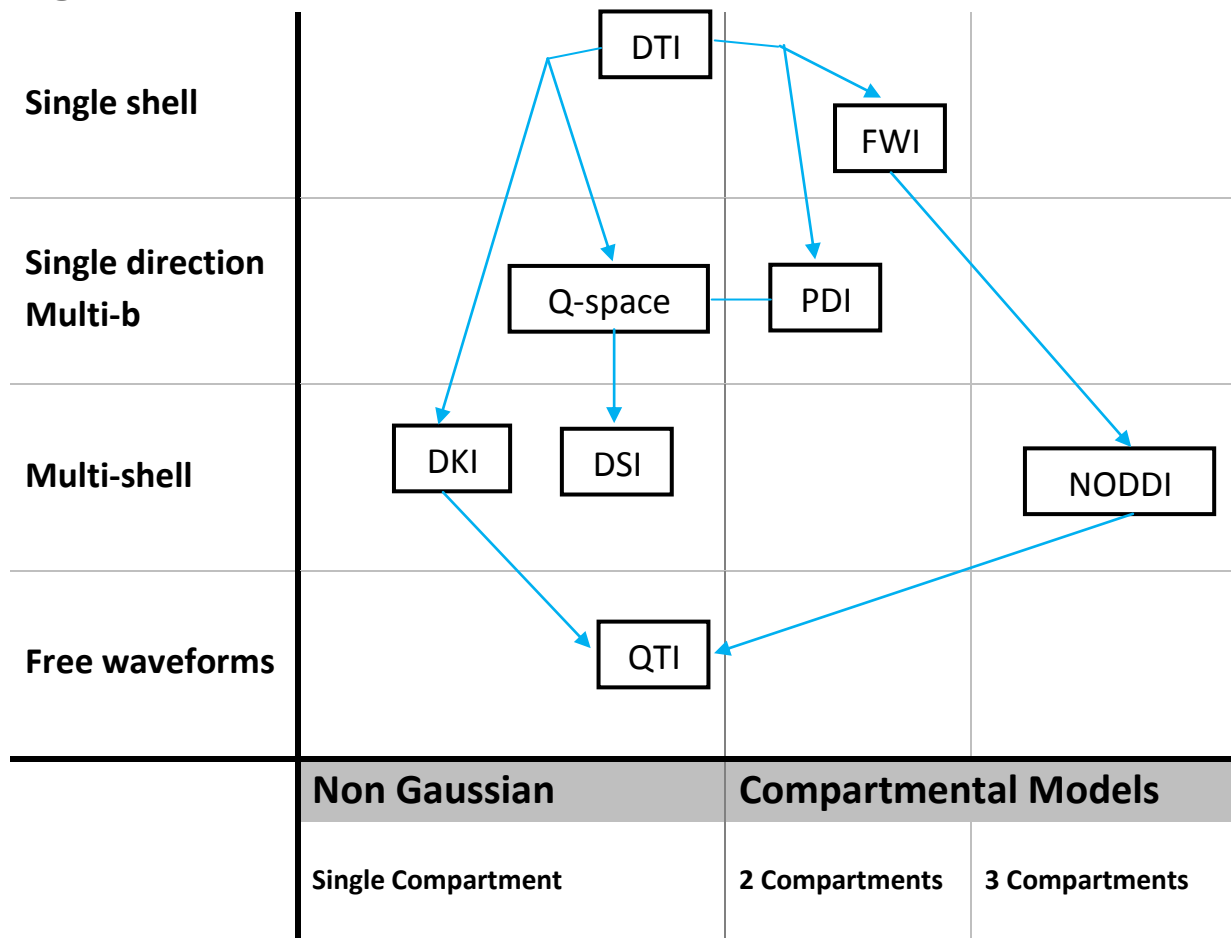 DTI
Single shell
FWI
Single direction
Multi-b
Q-space
PDI
Multi-shell
DKI
DSI
NODDI
Free waveforms
QTI
Non Gaussian
Compartmental Models
Single Compartment
2 Compartments
3 Compartments